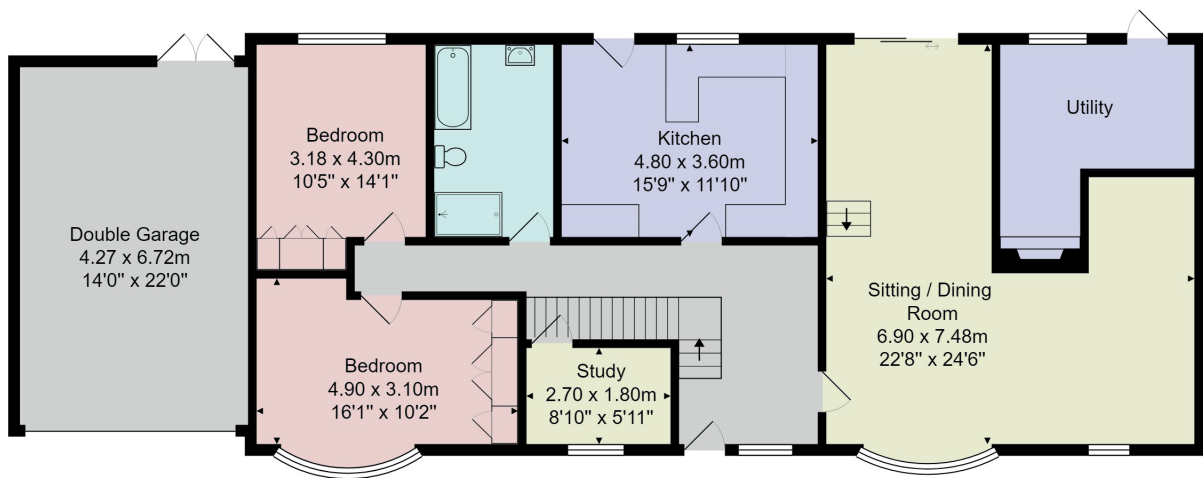 Double Garage
4.27 x 6.72m
14'0" x 22'0"
Bedroom
3.18 x 4.30m
10'5" x 14'1"
Bedroom
4.90 x 3.10m
16'1" x 10'2"
Kitchen
4.80 x 3.60m
15'9" x 11'10"
Study
2.70 x 1.80m
8'10" x 5'11"
Sitting / Dining
Room
6.90 x 7.48m
22'8" x 24'6"
Utility